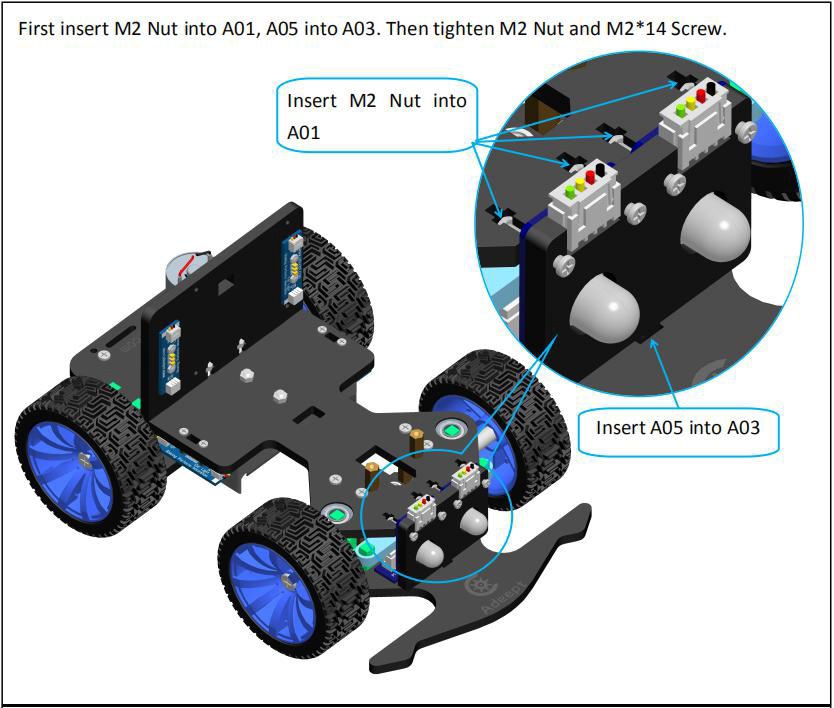 First insert M2 Nut into A01, A05 into A03. Then tighten M2 Nut and M2*14 Screw.
Insert M2 Nut into
A01
Insert A05 into A03
Adeept